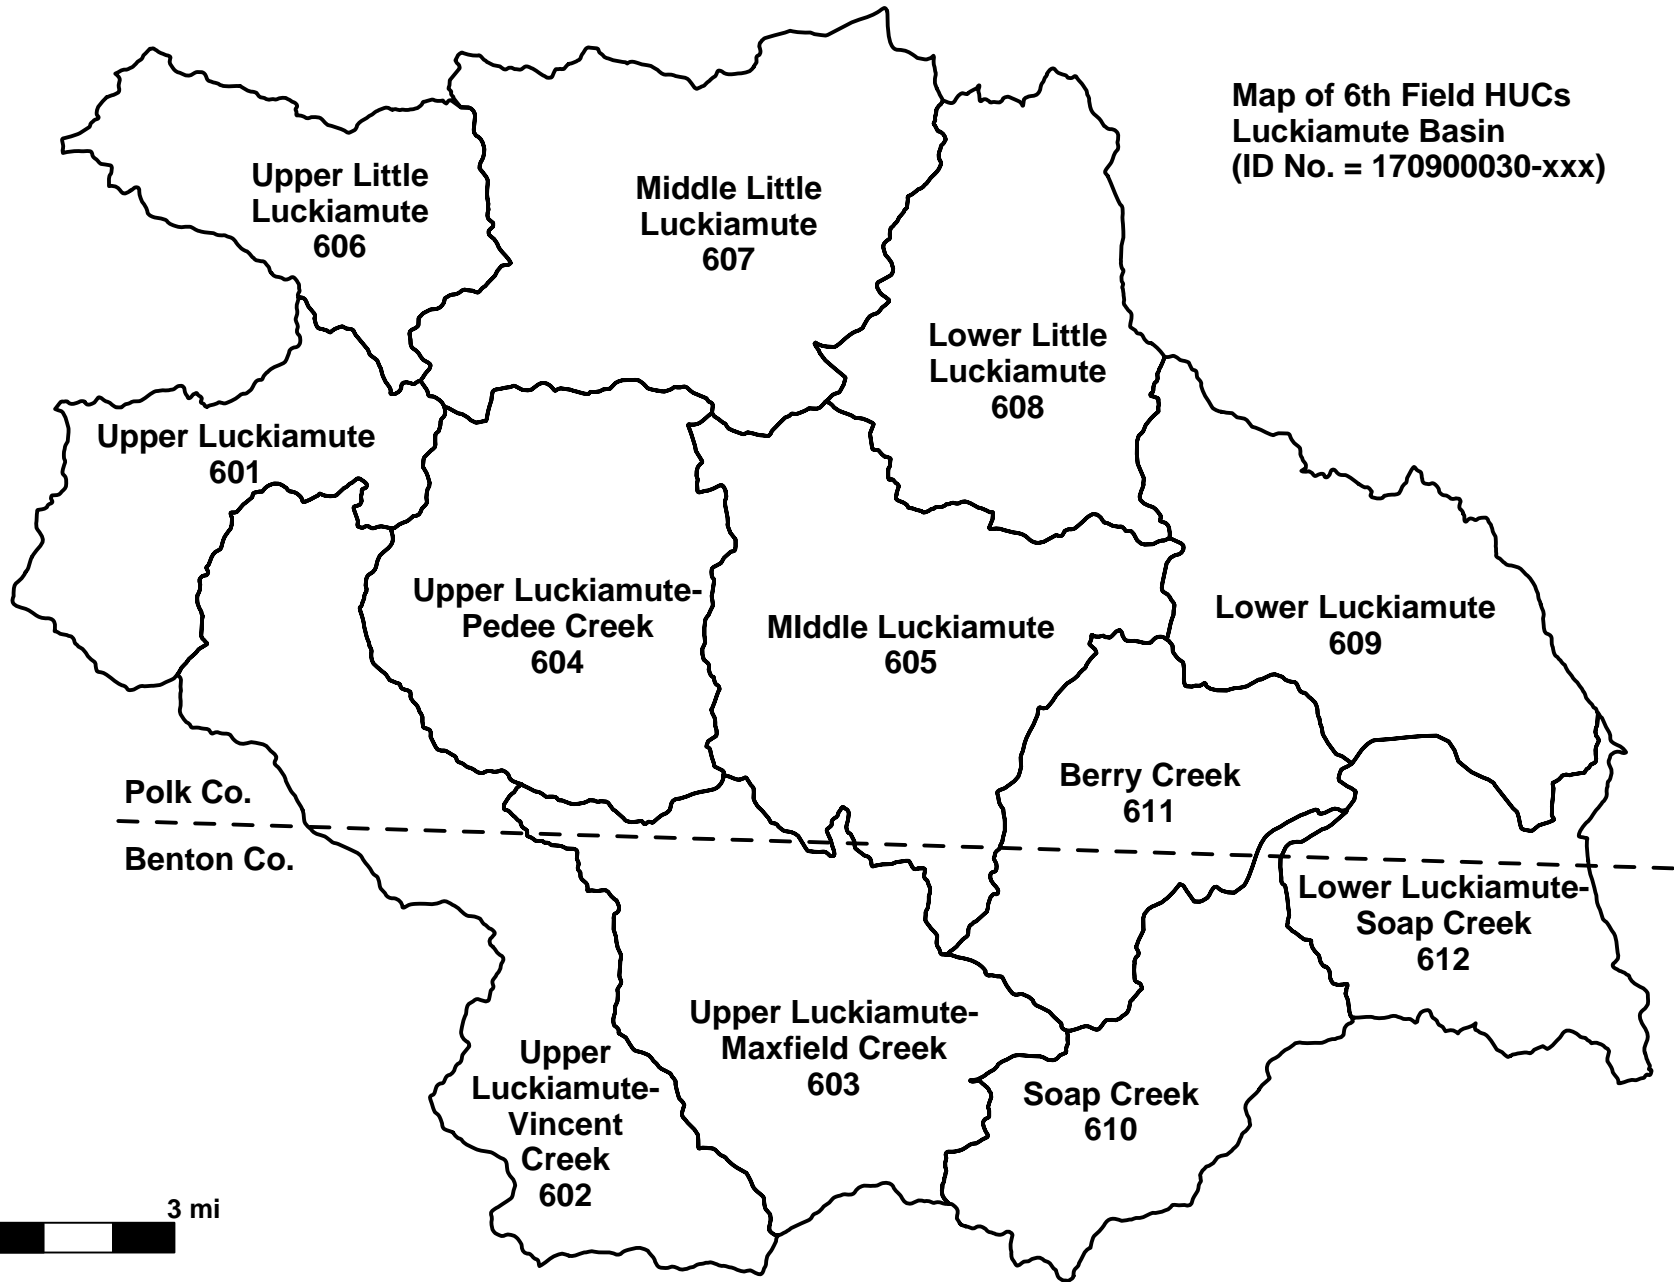 Map of 6th Field HUCs
Luckiamute Basin
(ID No. = 170900030-xxx)
Upper Little
Luckiamute
606
Middle Little
Luckiamute
607
Lower Little
Luckiamute
608
Upper Luckiamute
601
Upper Luckiamute-
Pedee Creek
604
MIddle Luckiamute
605
Lower Luckiamute
609
Berry Creek
611
Polk Co.
Benton Co.
Lower Luckiamute-
Soap Creek
612
Upper Luckiamute-
Maxfield Creek
603
Upper
Luckiamute-
Vincent
Creek
602
Soap Creek
610
3 mi